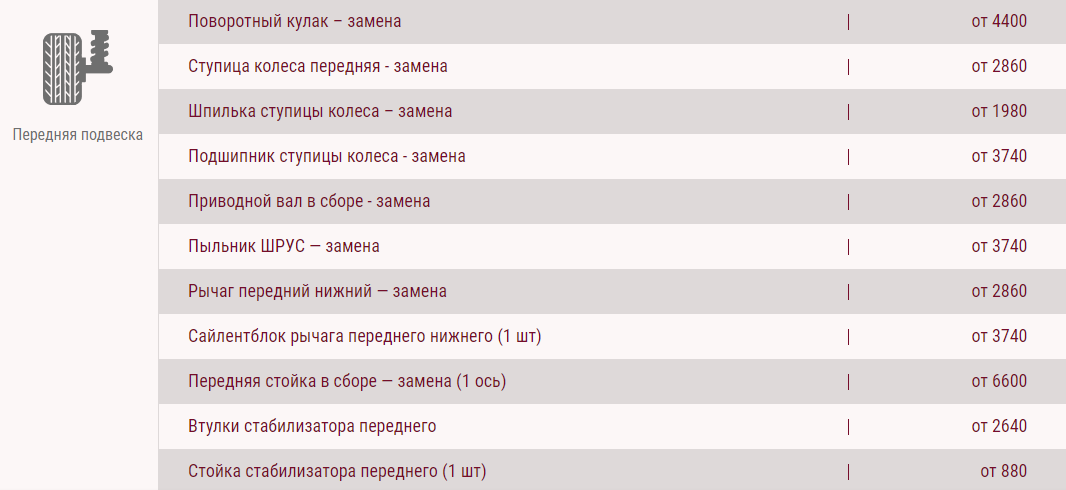 Передняя подвеска
Поворотный кулак – замена | от 4400
Ступица колеса передняя - замена | от 2860
Шпилька ступицы колеса – замена | от 1980
Подшипник ступицы колеса - замена | от 3740
Приводной вал в сборе - замена | от 2860
Пыльник ШРУС — замена | от 3740
Рычаг передний нижний — замена | от 2860
Сайлентблок рычага переднего нижнего (1 шт) | от 3740
Передняя стойка в сборе — замена (1 ось) | от 6600
Втулки стабилизатора переднего | от 2640
Стойка стабилизатора переднего (1 шт) | от 880